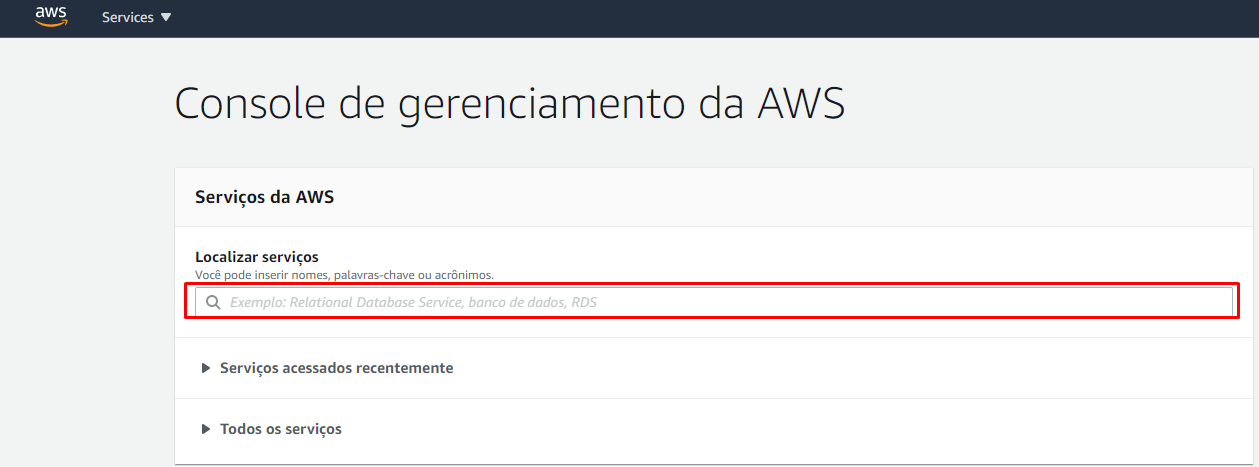 aws
Services
Console de gerenciamento da AWS
Serviços da AWS
Localizar serviços
Você pode inserir nomes, palavras-chave ou acrônimos.
Exemplo: Relational Database Service, banco de dados, RDS
Serviços acessados recentemente
Todos os serviços